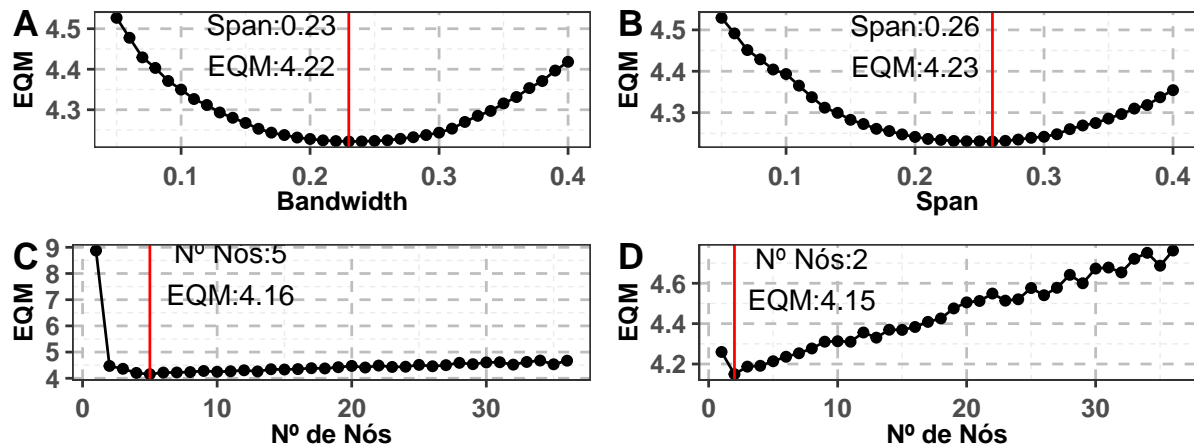 A
EQM
4.5
4.4
4.3
Span:0.23
EQM:4.22
0.1 0.2 0.3 0.4
Bandwidth
B
EQM
4.5
4.4
4.3
Span:0.26
EQM:4.23
0.1 0.2 0.3 0.4
Span
C
EQM
9
8
7
6
5
4
Nº Nós:5
EQM:4.16
0 10 20 30
Nº de Nós
D
EQM
4.6
4.4
4.2
Nº Nós:2
EQM:4.15
0 10 20 30
Nº de Nós